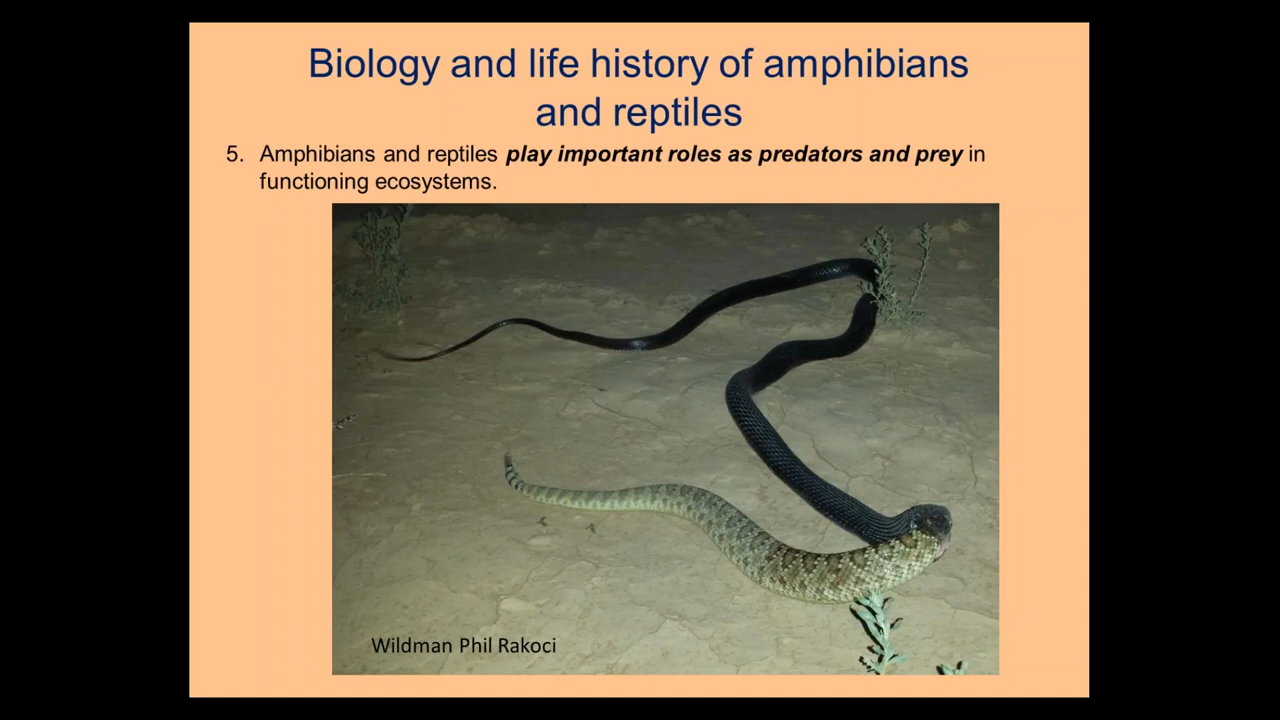 Biology and life history of amphibians
and reptiles
5. Amphibians and reptiles play important roles as predators and prey in
functioning ecosystems.
Wildman Phil Rakoci